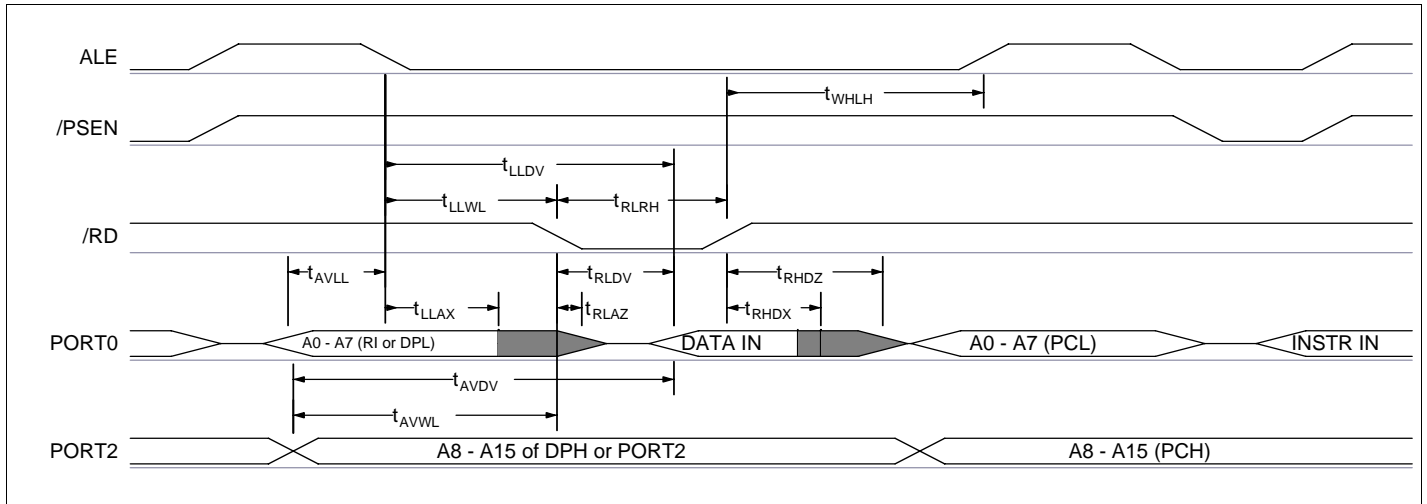 ALE
tWHLH
/PSEN
tLLDV
tLLWL
tRLRH
/RD
tAVLL
tRLDV
tRHDZ
tLLAX
tRLAZ
tRHDX
PORT0
A0 - A7 (RI or DPL)
DATA IN
A0 - A7 (PCL)
INSTR IN
tAVDV
tAVWL
PORT2
A8 - A15 of DPH or PORT2
A8 - A15 (PCH)